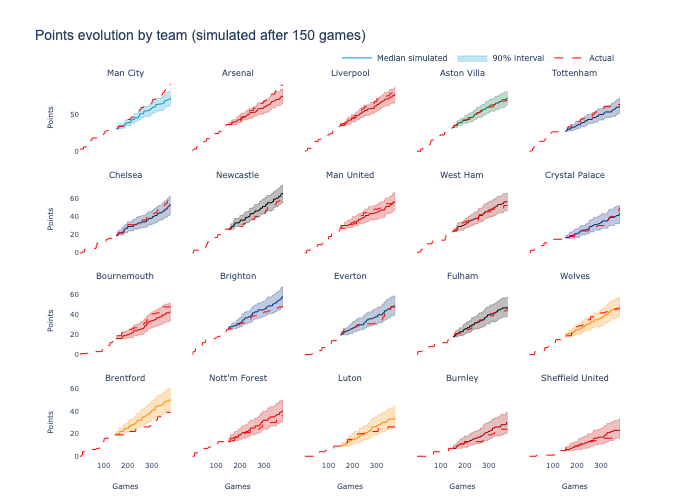 Points evolution by team (simulated after 150 games)
Median simulated 90% interval Actual
Man City Arsenal Liverpool Aston Villa Tottenham
Points
50
0
Chelsea Newcastle Man United West Ham Crystal Palace
Points
60
40
20
0
Bournemouth Brighton Everton Fulham Wolves
Points
60
40
20
0
Brentford Nott'm Forest Luton Burnley Sheffield United
Points
60
40
20
0
100 200 300 100 200 300 100 200 300 100 200 300 100 200 300
Games Games Games Games Games